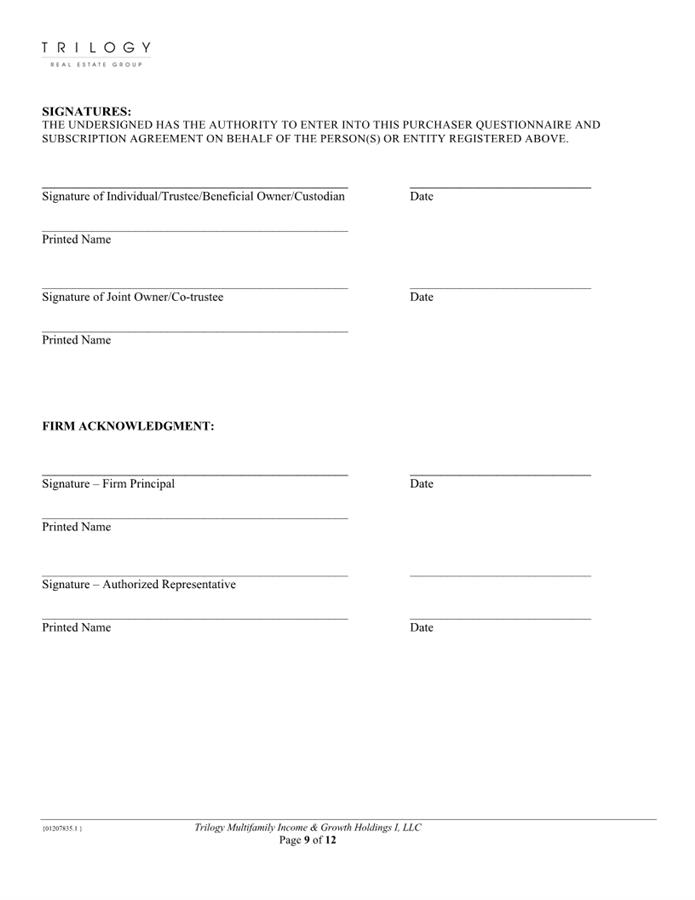 TRILOGY
REAL ESTATE GROUP
SIGNATURES:
THE UNDERSIGNED HAS THE AUTHORITY TO ENTER INTO THIS PURCHASER QUESTIONNAIRE AND
SUBSCRIPTION AGREEMENT ON BEHALF OF THE PERSON(S) OR ENTITY REGISTERED ABOVE.
Signature of Individual/Trustee/Beneficial Owner/Custodian Date
Printed Name
Signature of Joint Owner/Co-trustee Date
Printed Name
FIRM ACKNOWLEDGMENT:
Signature – Firm Principal Date
Printed Name
Signature – Authorized Representative
Printed Name Date
{01207835.1 } Trilogy Multifamily Income & Growth Holdings I, LLC
Page 9 of 12